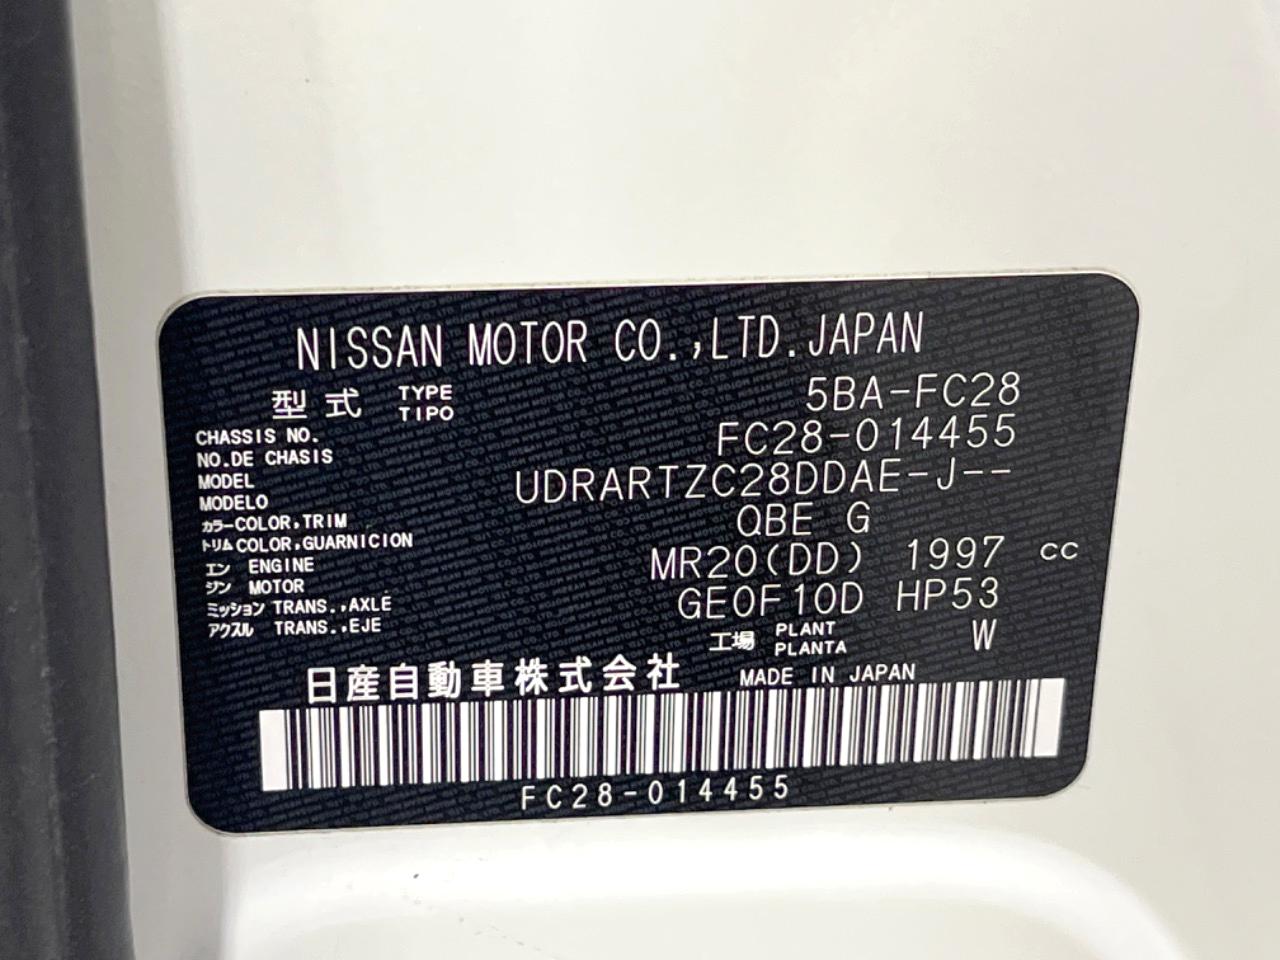 NISSAN MOTOR CO.,LTD.JAPAN
型式 TYPE TIPO 5BA-FC28
CHASSIS NO. NO.DE CHASIS FC28-014455
MODEL MODELO UDRARTZC28DDAE-J--
カラー COLOR,TRIM QBE G
トリム COLOR,GUARNICION
エン ENGINE MR20(DD) 1997 cc
ジン MOTOR
ミッション TRANS.,AXLE GE0F10D HP53
アクスル TRANS.,EJE
工場 PLANT PLANTA W
日産自動車株式会社 MADE IN JAPAN
FC28-014455